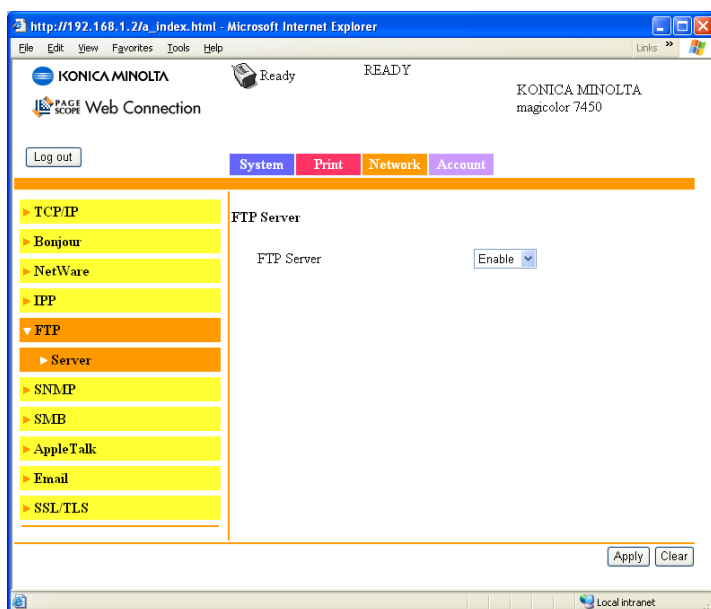 http://192.168.1.2/a_index.html - Microsoft Internet Explorer
File Edit View Favorites Tools Help Links »
KONICA MINOLTA
Ready READY
KONICA MINOLTA
magicolor 7450
PAGE SCOPE Web Connection
Log out
System Print Network Account
TCP/IP
Bonjour
NetWare
IPP
FTP
Server
SNMP
SMB
AppleTalk
Email
SSL/TLS
FTP Server
FTP Server Enable
Apply Clear
Local intranet